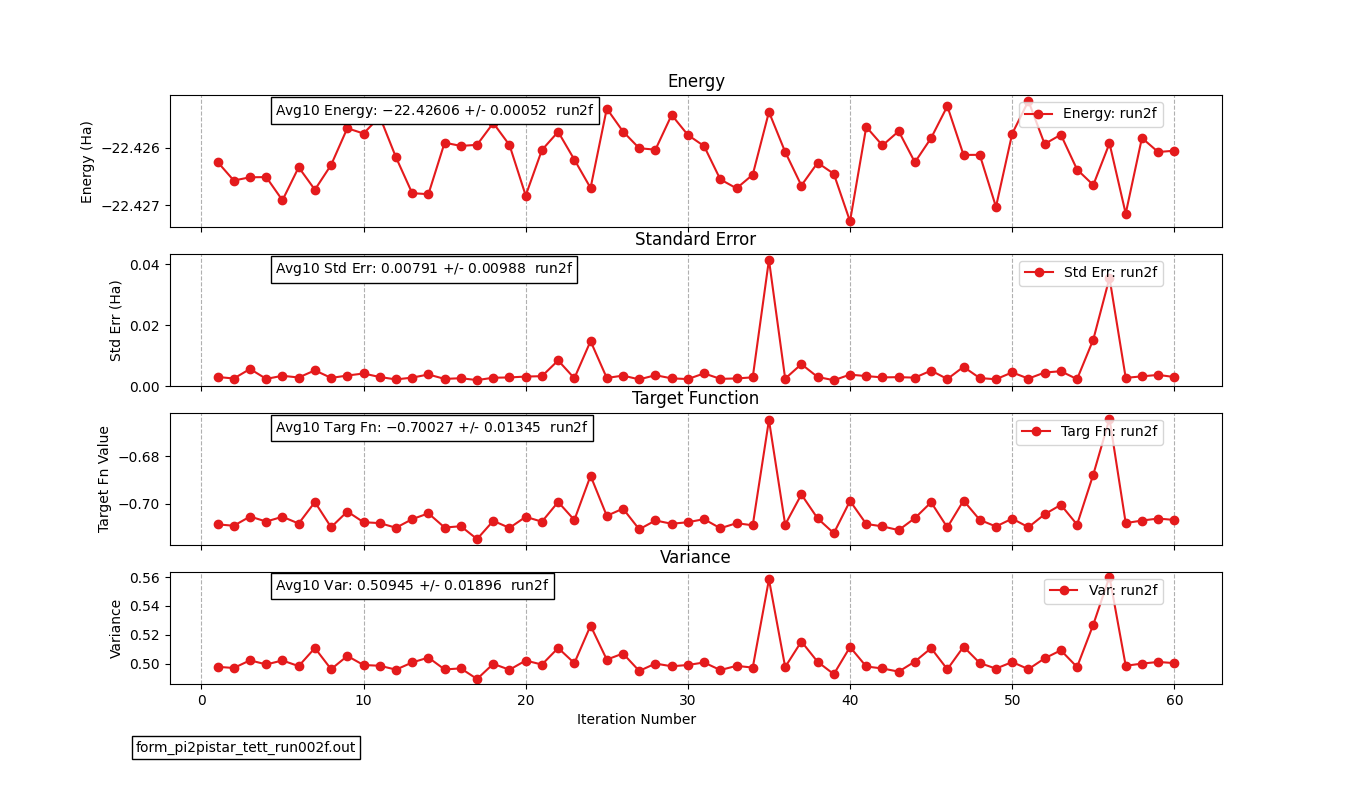 Energy
Avg10 Energy: −22.42606 +/- 0.00052 run2f
Energy: run2f
Energy (Ha)
−22.426
−22.427
Standard Error
Avg10 Std Err: 0.00791 +/- 0.00988 run2f
Std Err: run2f
Std Err (Ha)
0.04
0.02
0.00
Target Function
Avg10 Targ Fn: −0.70027 +/- 0.01345 run2f
Targ Fn: run2f
Target Fn Value
−0.68
−0.70
Variance
Avg10 Var: 0.50945 +/- 0.01896 run2f
Var: run2f
Variance
0.56
0.54
0.52
0.50
0 10 20 30 40 50 60
Iteration Number
form_pi2pistar_tett_run002f.out